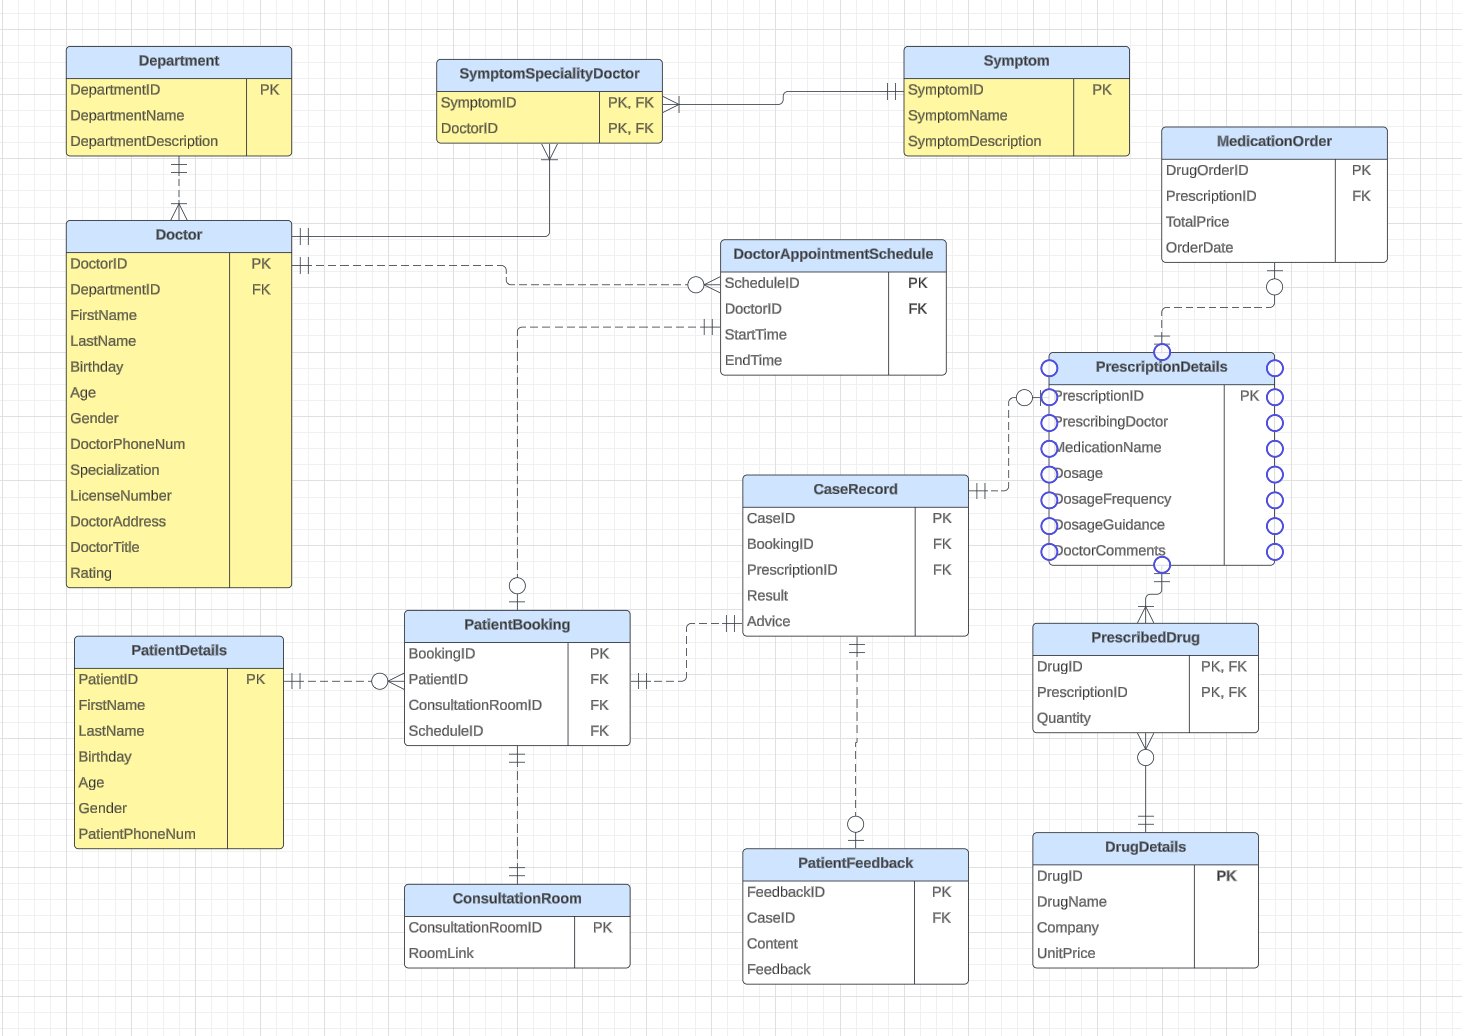 Department
DepartmentID PK
DepartmentName
DepartmentDescription
SymptomSpecialityDoctor
SymptomID PK, FK
DoctorID PK, FK
Symptom
SymptomID PK
SymptomName
SymptomDescription
MedicationOrder
DrugOrderID PK
PrescriptionID FK
TotalPrice
OrderDate
Doctor
DoctorID PK
DepartmentID FK
FirstName
LastName
Birthday
Age
Gender
DoctorPhoneNum
Specialization
LicenseNumber
DoctorAddress
DoctorTitle
Rating
DoctorAppointmentSchedule
ScheduleID PK
DoctorID FK
StartTime
EndTime
PrescriptionDetails
PrescriptionID PK
PrescribingDoctor
MedicationName
Dosage
DosageFrequency
DosageGuidance
DoctorComments
CaseRecord
CaseID PK
BookingID FK
PrescriptionID FK
Result
Advice
PatientBooking
BookingID PK
PatientID FK
ConsultationRoomID FK
ScheduleID FK
PatientDetails
PatientID PK
FirstName
LastName
Birthday
Age
Gender
PatientPhoneNum
PrescribedDrug
DrugID PK, FK
PrescriptionID PK, FK
Quantity
ConsultationRoom
ConsultationRoomID PK
RoomLink
PatientFeedback
FeedbackID PK
CaseID FK
Content
Feedback
DrugDetails
DrugID PK
DrugName
Company
UnitPrice